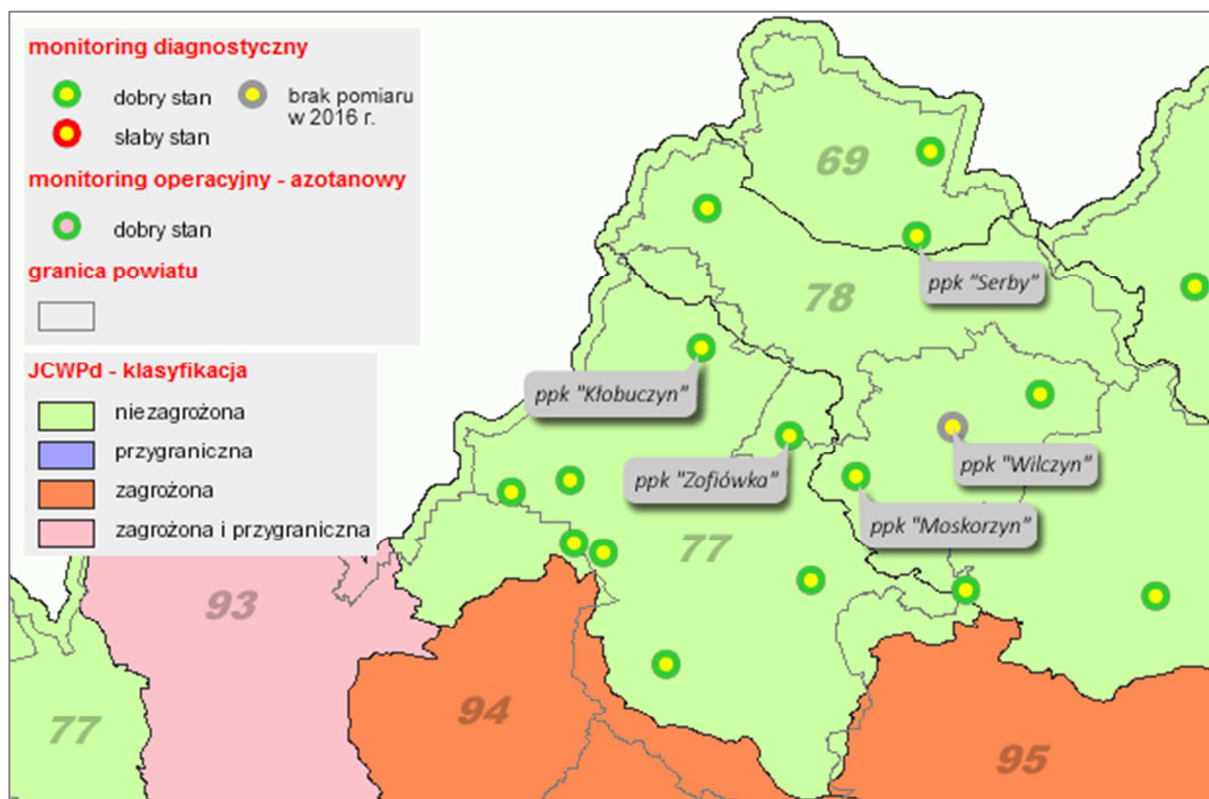 monitoring diagnostyczny
dobry stan
brak pomiaru
w 2016 r.
słaby stan
monitoring operacyjny - azotanowy
dobry stan
granica powiatu
JCWPd - klasyfikacja
niezagrożona
przygraniczna
zagrożona
zagrożona i przygraniczna
69
ppk "Serby"
78
ppk "Kłobuczyn"
ppk "Zofiówka"
ppk "Wilczyn"
ppk "Moskorzyn"
77
93
94
77
95